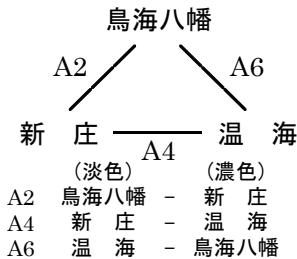 鳥海八幡
A2 A6
新 庄 温 海
A4
(淡色) (濃色)
A2 鳥海八幡 - 新 庄
A4 新 庄 - 温 海
A6 温 海 - 鳥海八幡